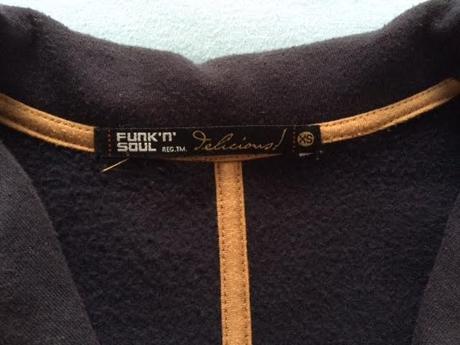 FUNK'N'
SOUL REG.TM. Delicious! XS